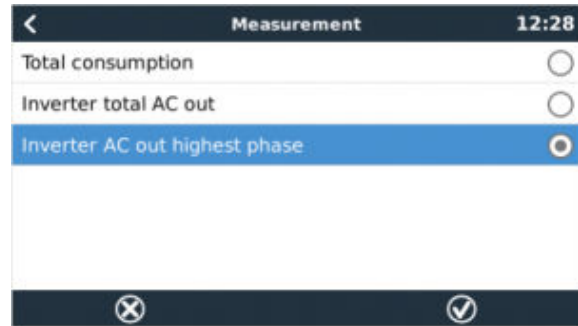 Measurement 12:28
Total consumption
Inverter total AC out
Inverter AC out highest phase